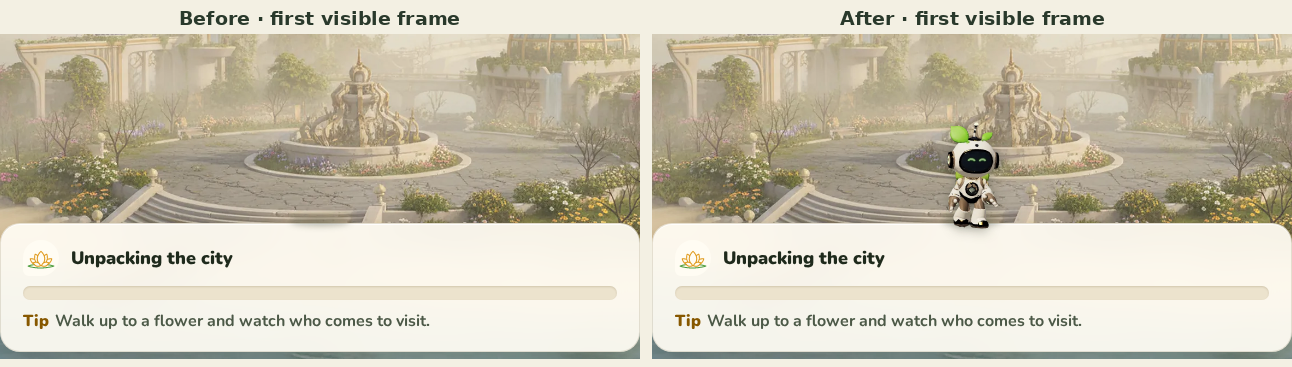 Before · first visible frame
Unpacking the city
Tip Walk up to a flower and watch who comes to visit.
After · first visible frame
Unpacking the city
Tip Walk up to a flower and watch who comes to visit.